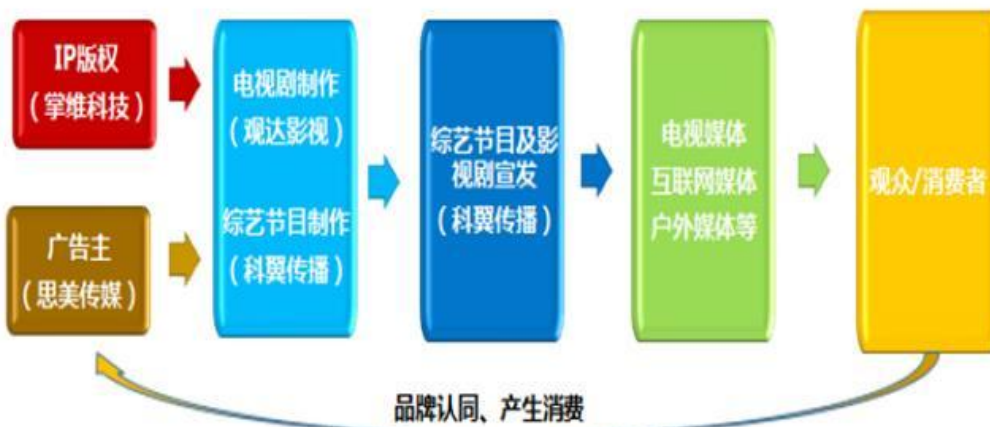 IP版权
（掌维科技）
广告主
（思美传媒）
电视剧制作
（观达影视）
综艺节目制作
（科翼传播）
综艺节目及影
视剧宣发
（科翼传播）
电视媒体
互联网媒体
户外媒体等
观众/消费者
品牌认同、产生消费